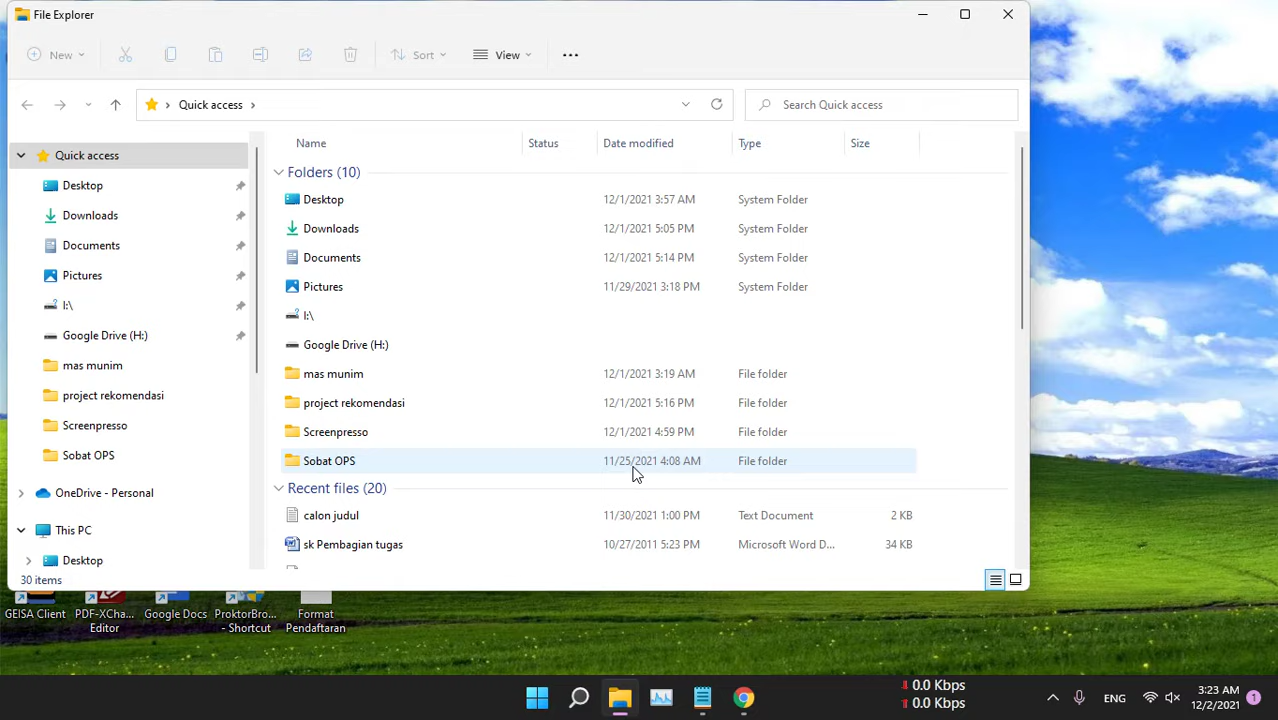 File Explorer
New
Sort
View
Quick access
Search Quick access
Name Status Date modified Type Size
Quick access
Desktop
Downloads
Documents
Pictures
I:\
Google Drive (H:)
mas munim
project rekomendasi
Screenpresso
Sobat OPS
OneDrive - Personal
This PC
Desktop
Folders (10)
Desktop 12/1/2021 3:57 AM System Folder
Downloads 12/1/2021 5:05 PM System Folder
Documents 12/1/2021 5:14 PM System Folder
Pictures 11/29/2021 3:18 PM System Folder
I:\
Google Drive (H:)
mas munim 12/1/2021 3:19 AM File folder
project rekomendasi 12/1/2021 5:16 PM File folder
Screenpresso 12/1/2021 4:59 PM File folder
Sobat OPS 11/25/2021 4:08 AM File folder
Recent files (20)
calon judul 11/30/2021 1:00 PM Text Document 2 KB
sk Pembagian tugas 10/27/2011 5:23 PM Microsoft Word D... 34 KB
30 items
GEISA Client
PDF-XCha... Editor
Google Docs
ProktorBro... - Shortcut
Format Pendaftaran
0.0 Kbps
0.0 Kbps
ENG
3:23 AM
12/2/2021
1